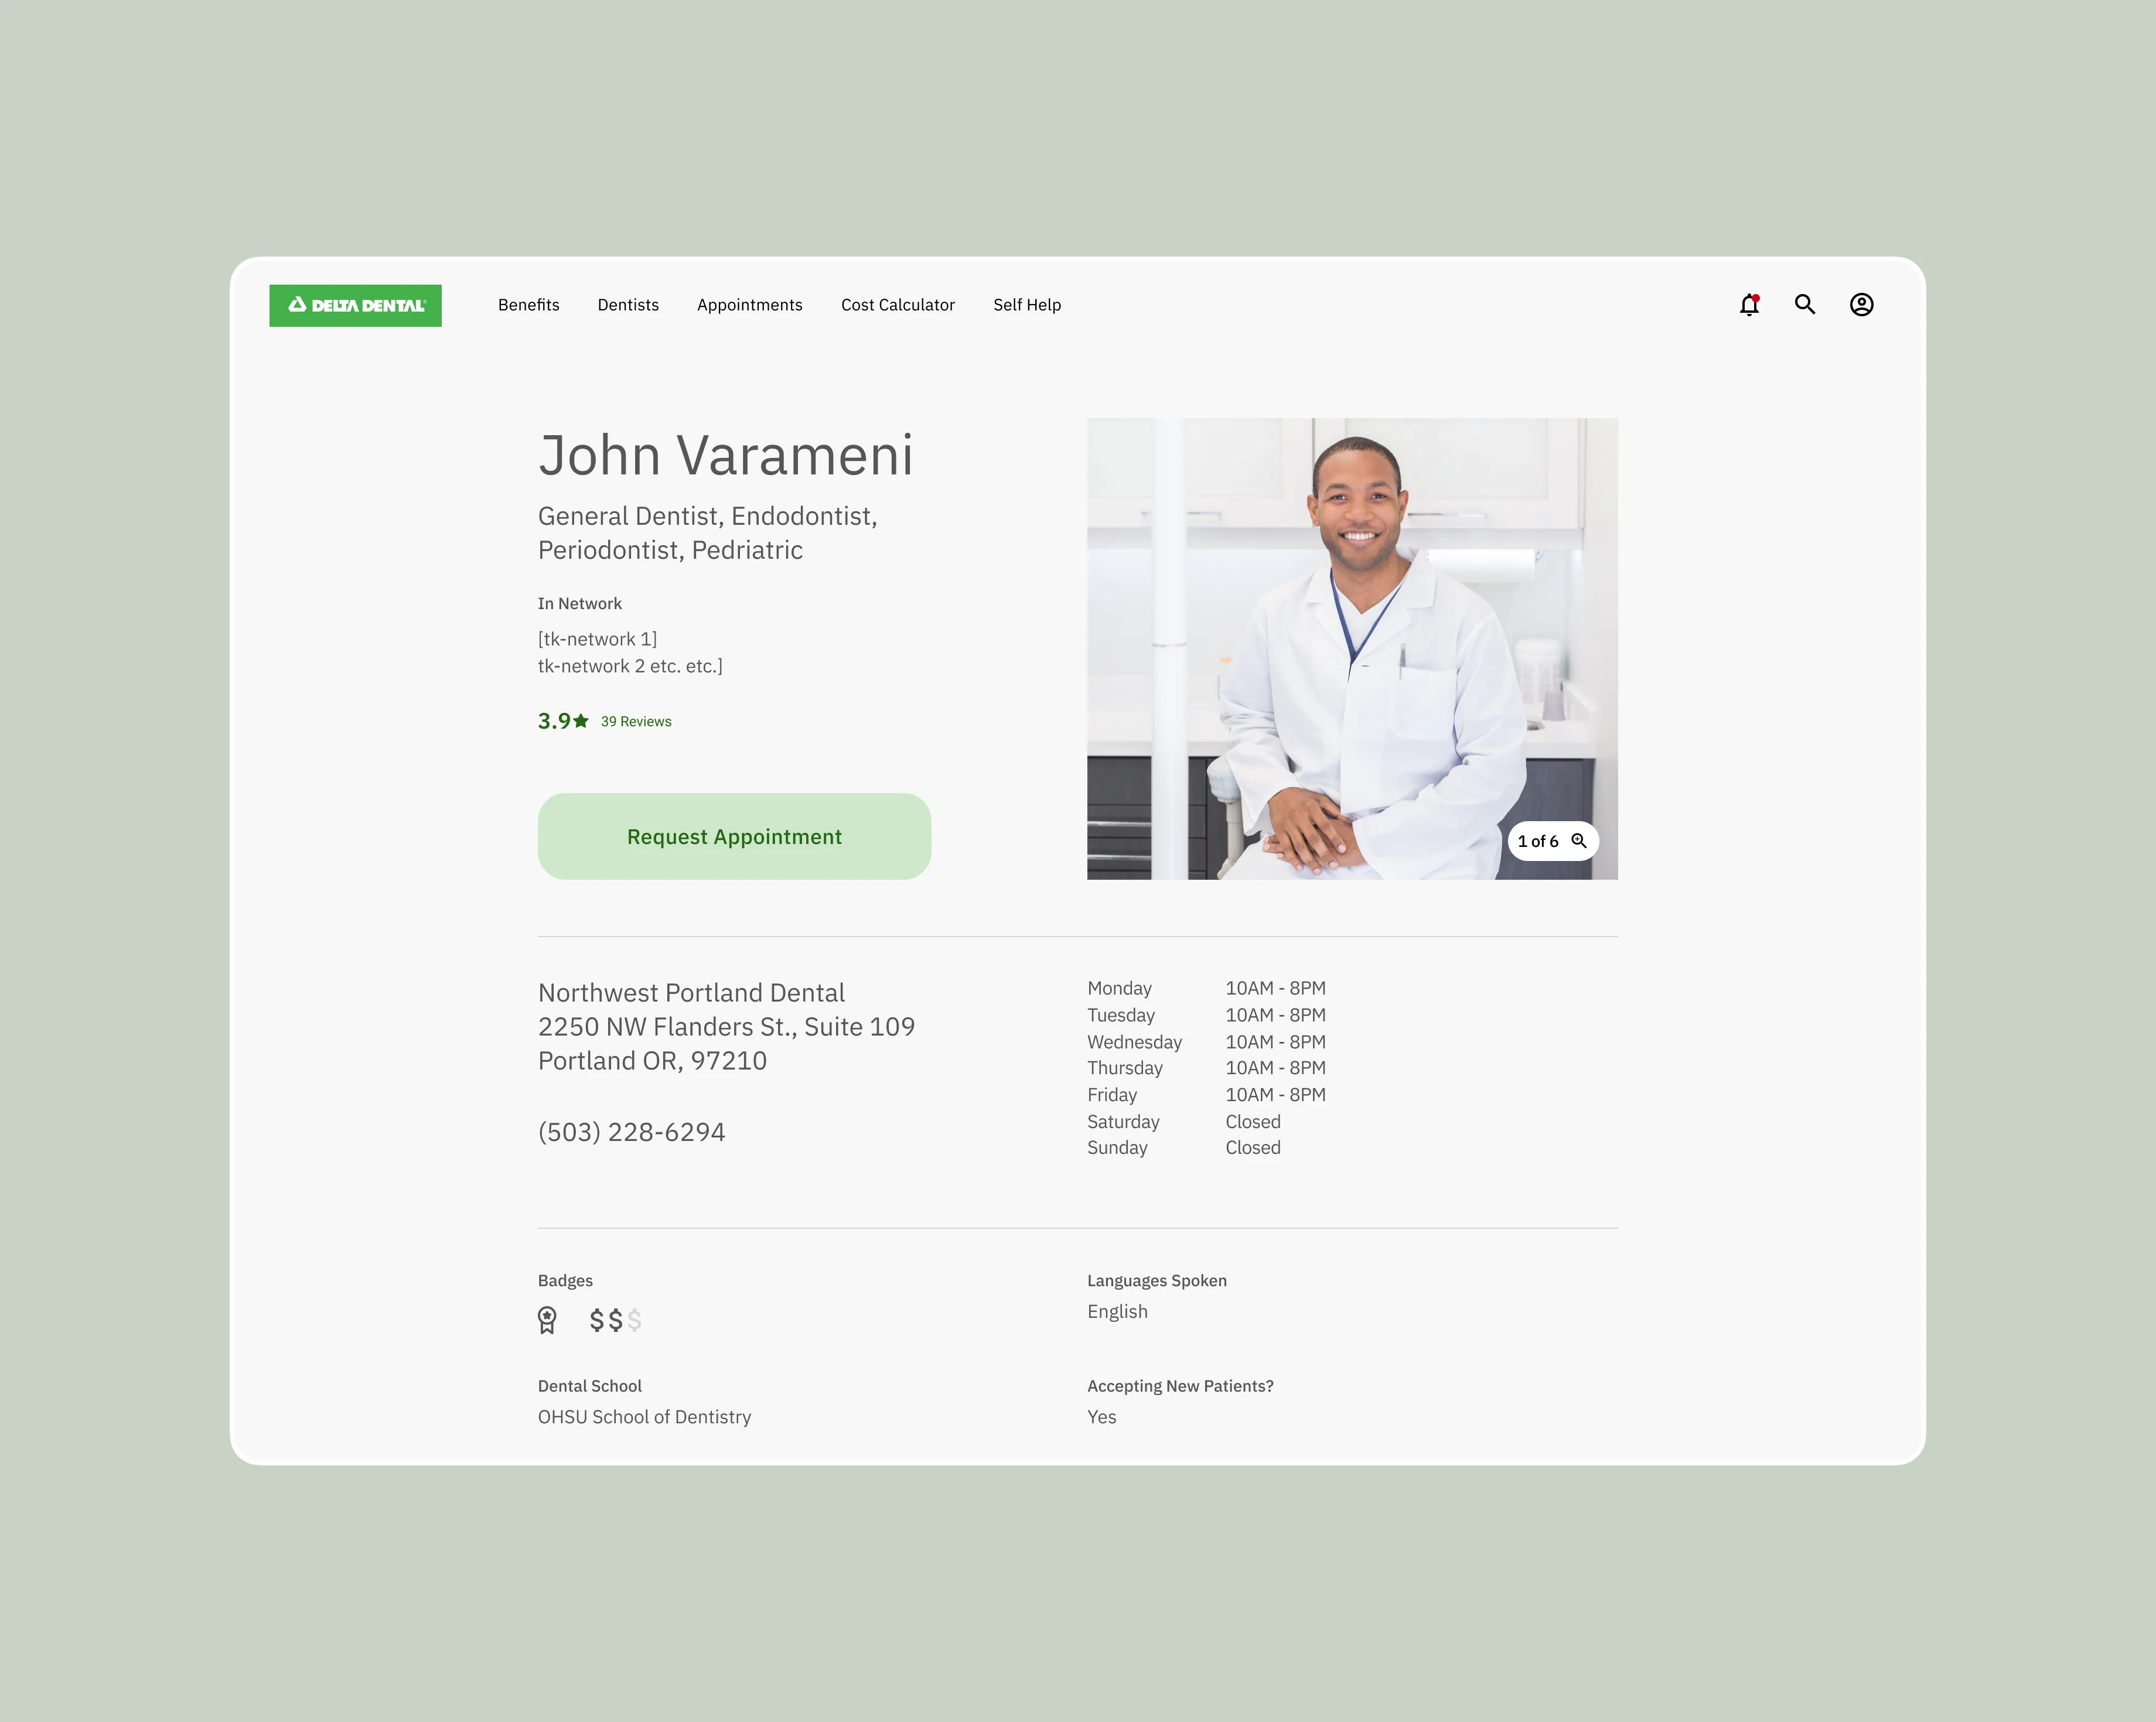 DELTA DENTAL®
Benefits
Dentists
Appointments
Cost Calculator
Self Help
John Varameni
General Dentist, Endodontist,
Periodontist, Pedriatric
In Network
[tk-network 1]
tk-network 2 etc. etc.]
3.9★ 39 Reviews
Request Appointment
1 of 6
Northwest Portland Dental
2250 NW Flanders St., Suite 109
Portland OR, 97210
(503) 228-6294
Monday 10AM - 8PM
Tuesday 10AM - 8PM
Wednesday 10AM - 8PM
Thursday 10AM - 8PM
Friday 10AM - 8PM
Saturday Closed
Sunday Closed
Badges
$$$
Languages Spoken
English
Dental School
OHSU School of Dentistry
Accepting New Patients?
Yes